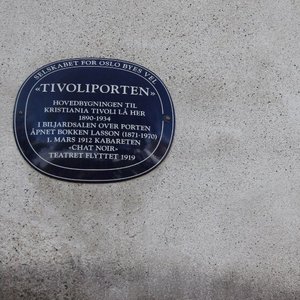 SELSKABET FOR OSLO BYES VEL
«TIVOLIPORTEN»
HOVEDBYGNINGEN TIL
KRISTIANIA TIVOLI LÅ HER
1890-1934
I BILJARDSALEN OVER PORTEN
ÅPNET BOKKEN LASSON (1871-1970)
1. MARS 1912 KABARETEN
«CHAT NOIR»
TEATRET FLYTTET 1919